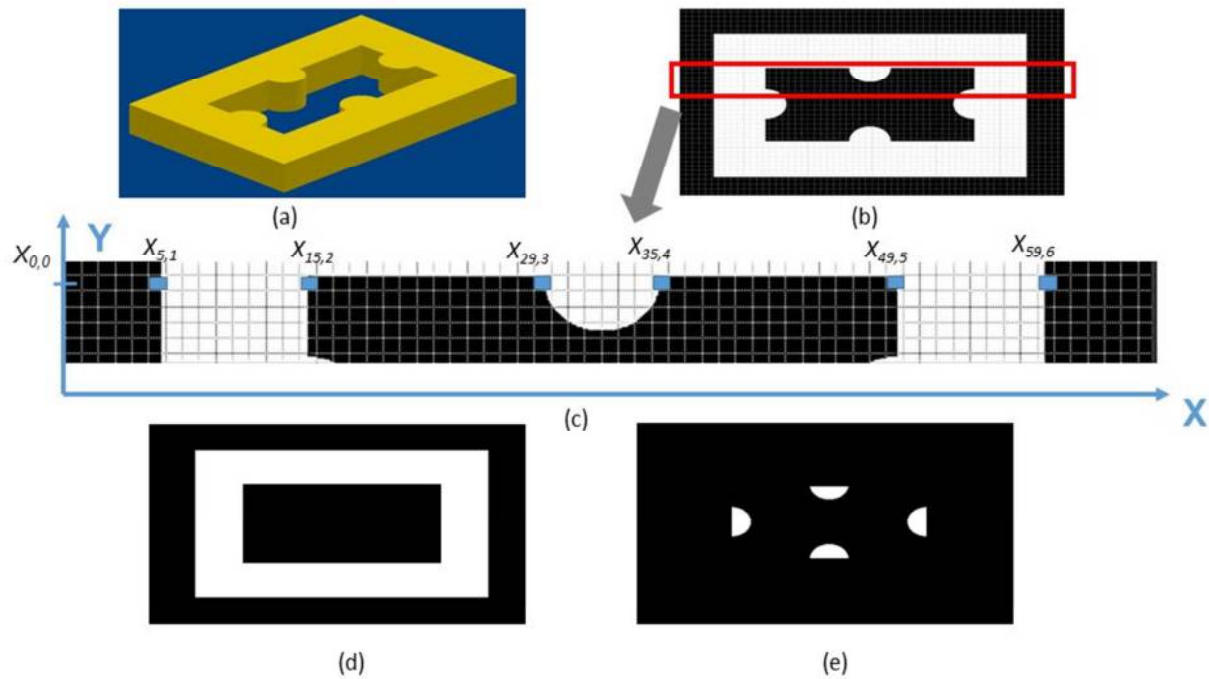 (a)
(b)
Y
X0,0
X5,1
X15,2
X29,3
X35,4
X49,5
X59,6
(c)
X
(d)
(e)